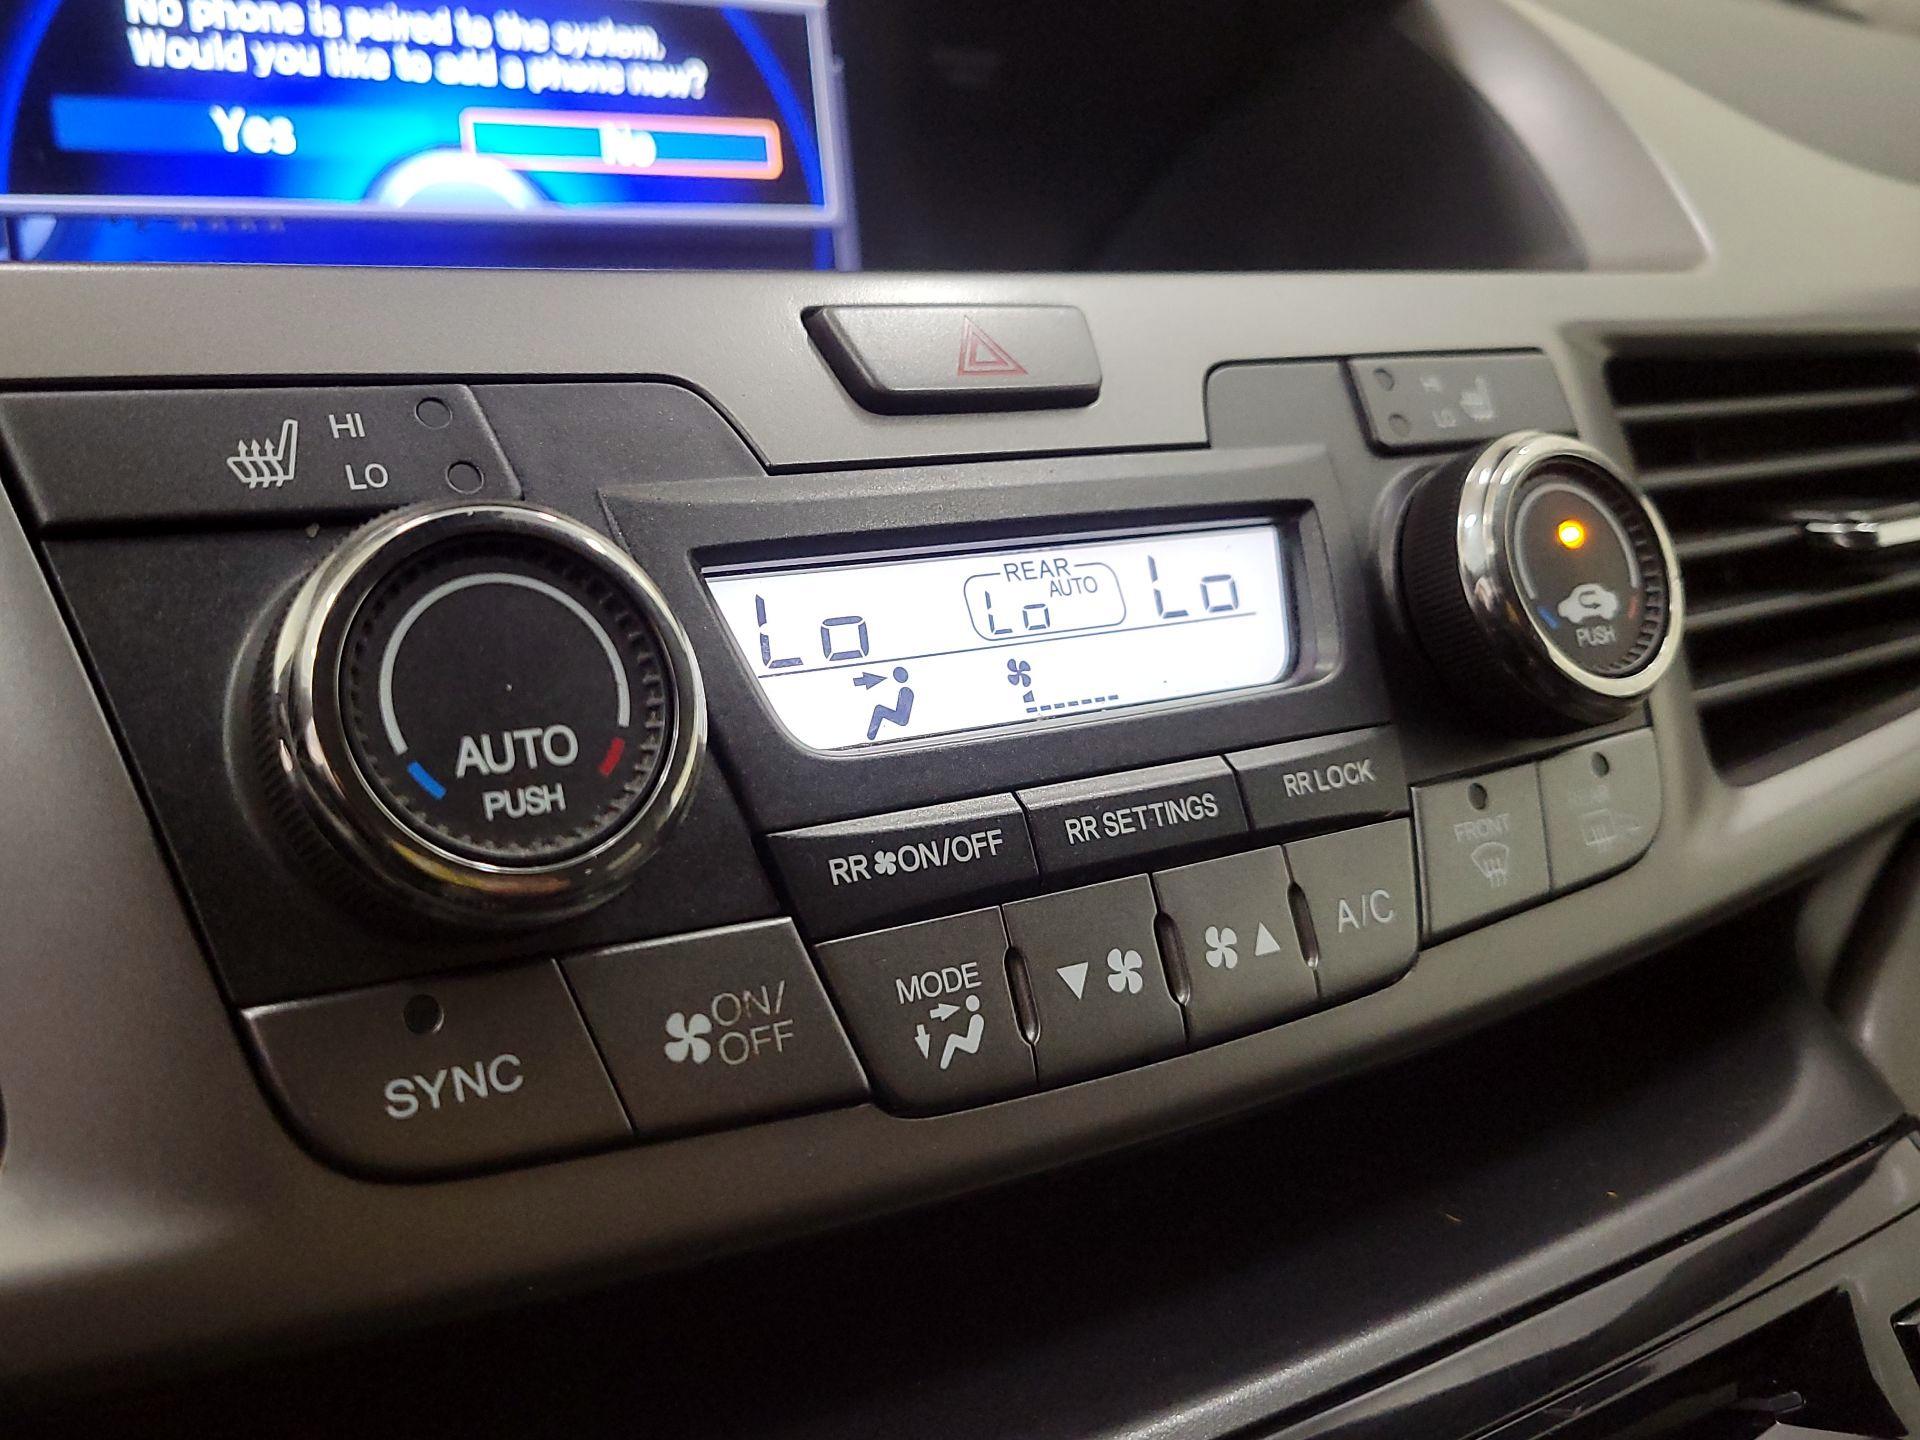 No phone is paired to the system.
Would you like to add a phone now?
Yes No
HI
LO
HI
LO
REAR
AUTO
Lo Lo Lo
AUTO
PUSH
PUSH
RR ON/OFF RR SETTINGS RR LOCK
FRONT
SYNC
ON/
OFF
MODE
A/C